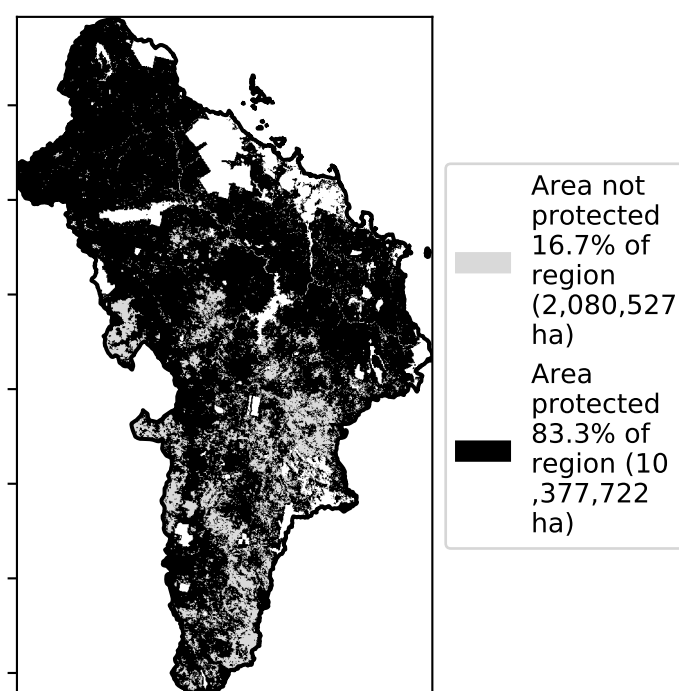 Area not
protected
16.7% of
region
(2,080,527
ha)
Area
protected
83.3% of
region (10
,377,722
ha)